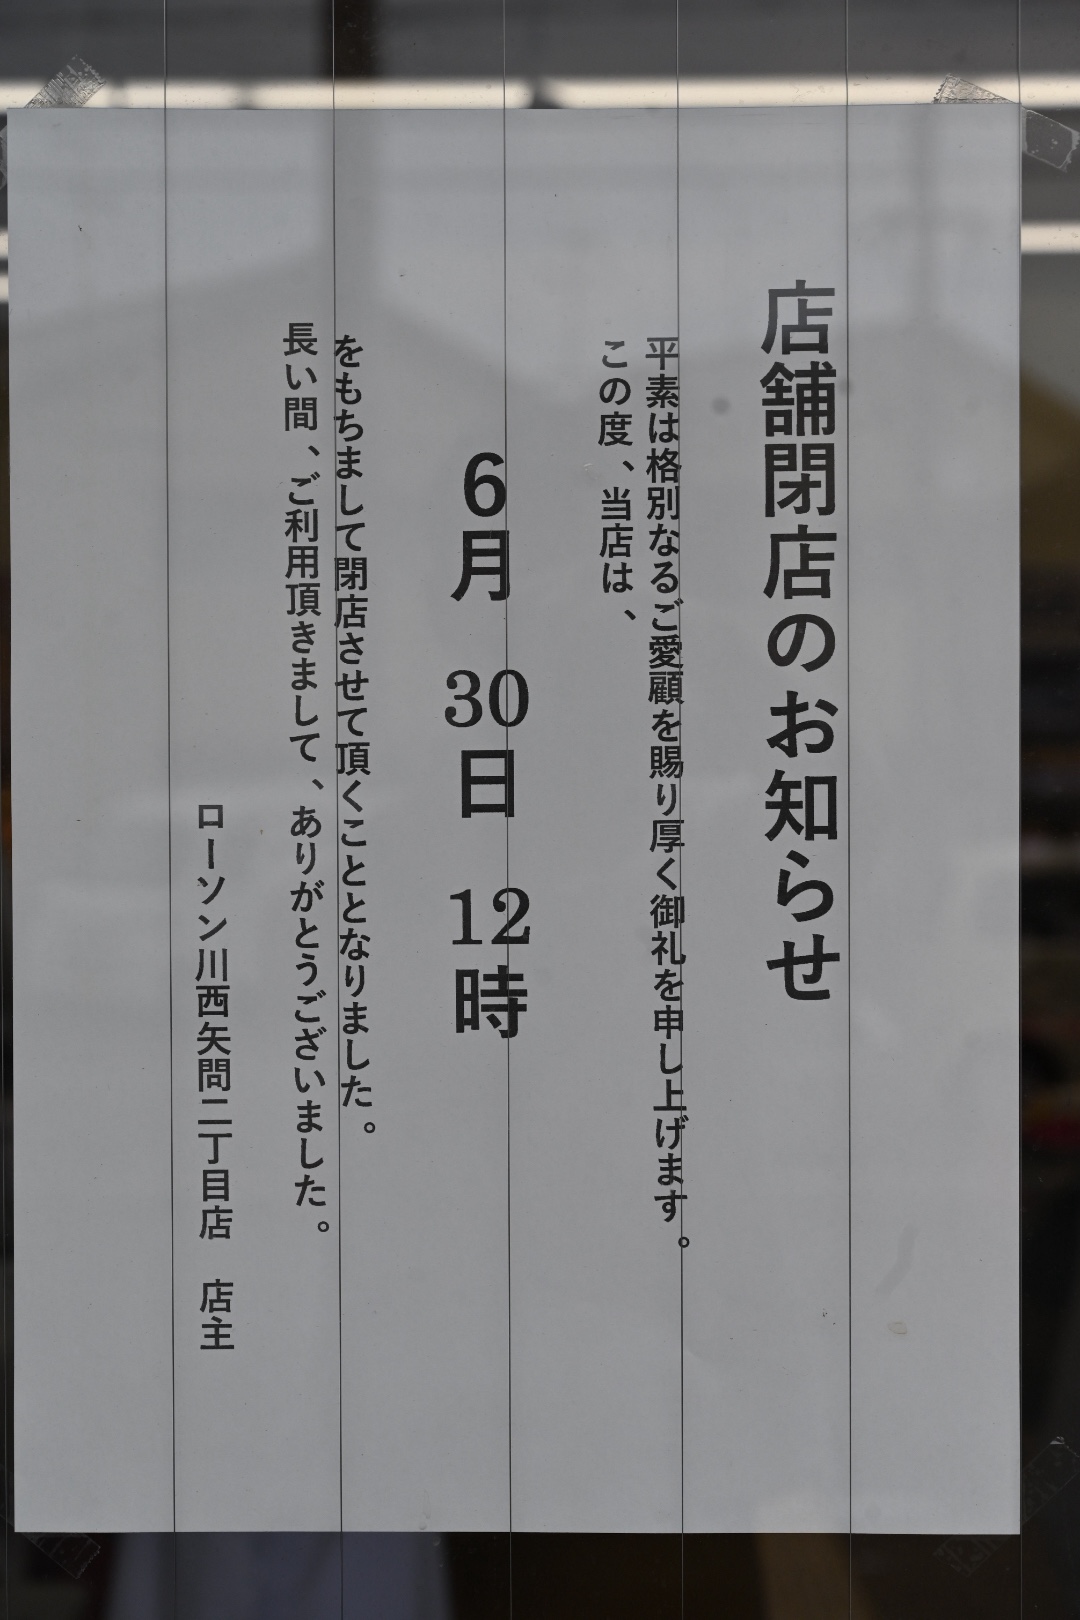 店舗閉店のお知らせ
平素は格別なるご愛顧を賜り厚く御礼を申し上げます。
この度、当店は、
6月 30日 12時
をもちまして閉店させて頂くこととなりました。
長い間、ご利用頂きまして、ありがとうございました。
ローソン川西矢問二丁目店 店主